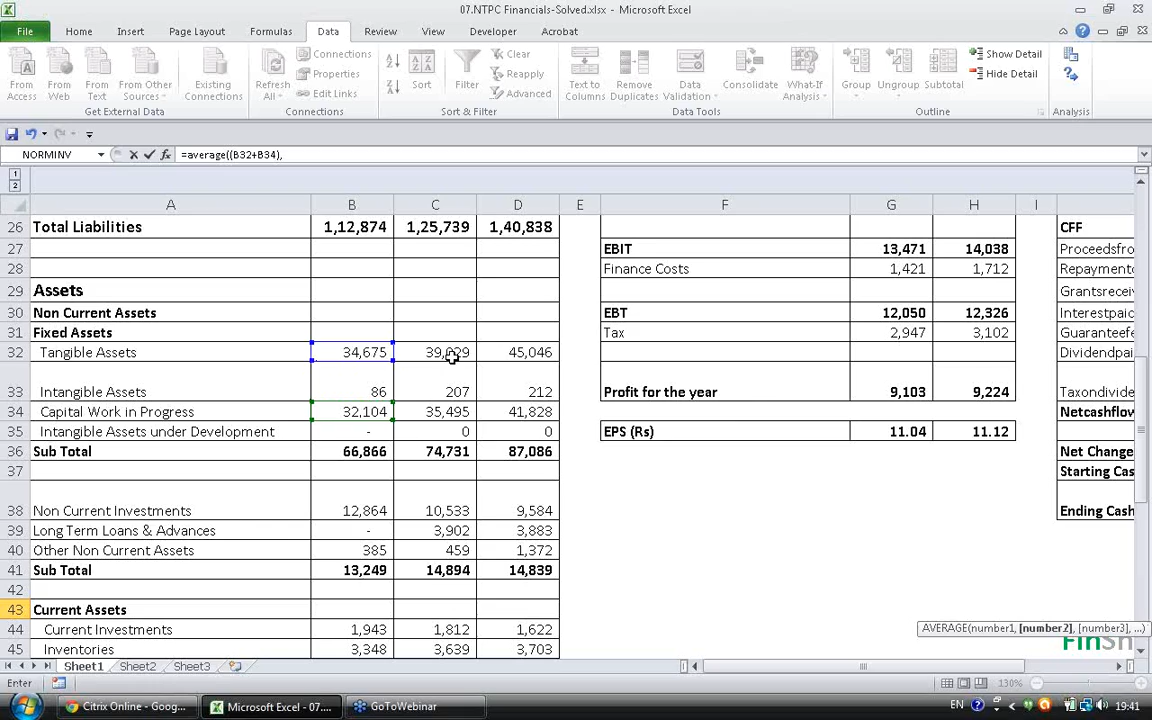 07.NTPC Financials-Solved.xlsx - Microsoft Excel
File Home Insert Page Layout Formulas Data Review View Developer Acrobat
From Access
From Web
From Text
From Other Sources
Existing Connections
Refresh All
Connections
Properties
Edit Links
Sort
Filter
Clear
Reapply
Advanced
Text to Columns
Remove Duplicates
Data Validation
Consolidate
What-If Analysis
Group
Ungroup
Subtotal
Show Detail
Hide Detail
Get External Data Connections Sort & Filter Data Tools Outline Analysis
NORMINV =average((B32+B34),
1
2
A B C D E F G H I
26 Total Liabilities 1,12,874 1,25,739 1,40,838 CFF
27 EBIT 13,471 14,038 Proceedsfro
28 Finance Costs 1,421 1,712 Repayment
29 Assets Grantsrecei
30 Non Current Assets EBT 12,050 12,326 Interestpaid
31 Fixed Assets Tax 2,947 3,102 Guaranteefe
32 Tangible Assets 34,675 45,046 Dividendpai
33 Intangible Assets 86 207 212 Profit for the year 9,103 9,224 Taxondivide
34 Capital Work in Progress 32,104 35,495 41,828 Netcashflow
35 Intangible Assets under Development - 0 0 EPS (Rs) 11.04 11.12
36 Sub Total 66,866 74,731 87,086 Net Change
37 Starting Cas
38 Non Current Investments 12,864 10,533 9,584 Ending Cash
39 Long Term Loans & Advances - 3,902 3,883
40 Other Non Current Assets 385 459 1,372
41 Sub Total 13,249 14,894 14,839
42
43 Current Assets
44 Current Investments 1,943 1,812 1,622
AVERAGE(number1, [number2], [number3], ...)
45 Inventories 3,348 3,639 3,703
Sheet1 Sheet2 Sheet3
Enter 130%
Citrix Online - Goog... Microsoft Excel - 07.... GoToWebinar EN 19:41